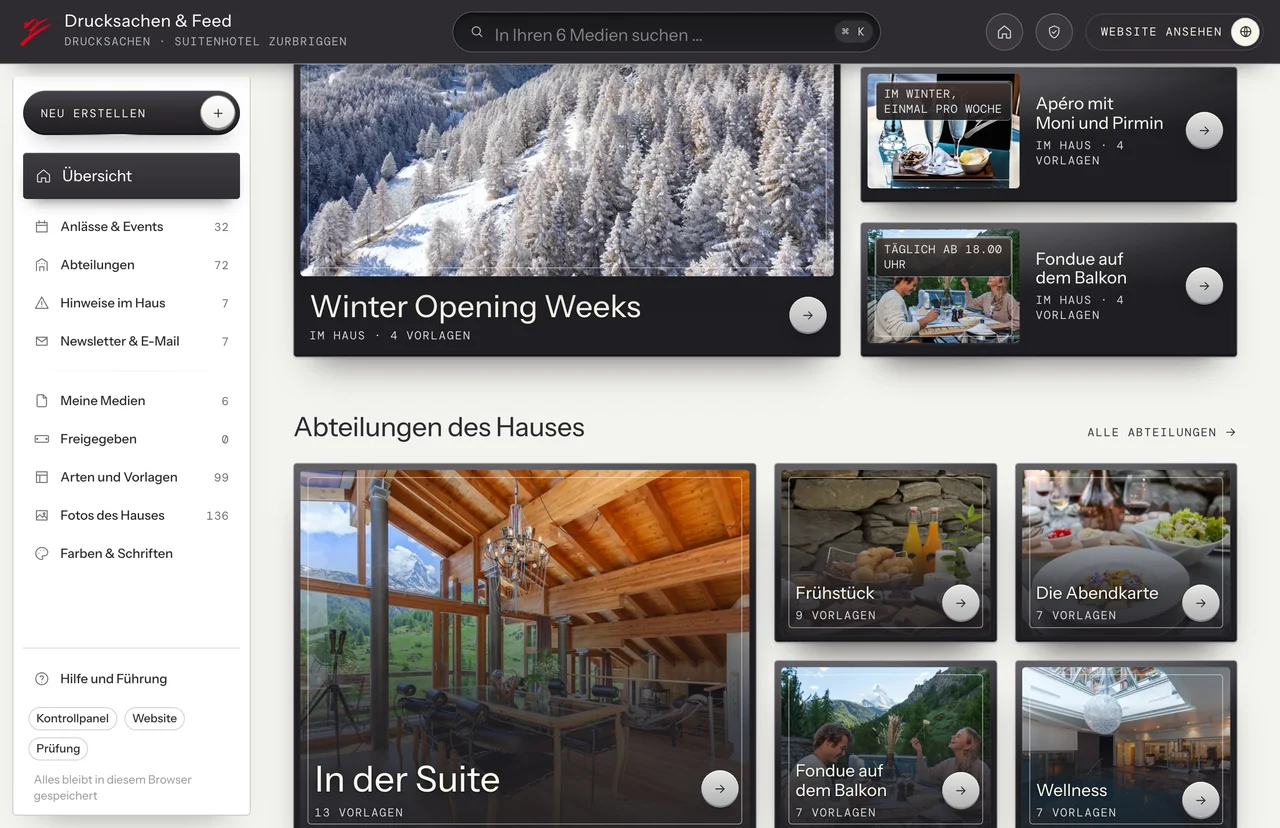 Drucksachen & Feed
DRUCKSACHEN · SUITENHOTEL ZURBRIGGEN
In Ihren 6 Medien suchen ...
⌘ K
WEBSITE ANSEHEN
NEU ERSTELLEN
Übersicht
Anlässe & Events 32
Abteilungen 72
Hinweise im Haus 7
Newsletter & E-Mail 7
Meine Medien 6
Freigegeben 0
Arten und Vorlagen 99
Fotos des Hauses 136
Farben & Schriften
Hilfe und Führung
Kontrollpanel
Website
Prüfung
Alles bleibt in diesem Browser
gespeichert
Winter Opening Weeks
IM HAUS · 4 VORLAGEN
IM WINTER,
EINMAL PRO WOCHE
Apéro mit
Moni und Pirmin
IM HAUS · 4
VORLAGEN
TÄGLICH AB 18.00
UHR
Fondue auf
dem Balkon
IM HAUS · 4
VORLAGEN
Abteilungen des Hauses
ALLE ABTEILUNGEN →
In der Suite
13 VORLAGEN
Frühstück
9 VORLAGEN
Die Abendkarte
7 VORLAGEN
Fondue auf
dem Balkon
7 VORLAGEN
Wellness
7 VORLAGEN